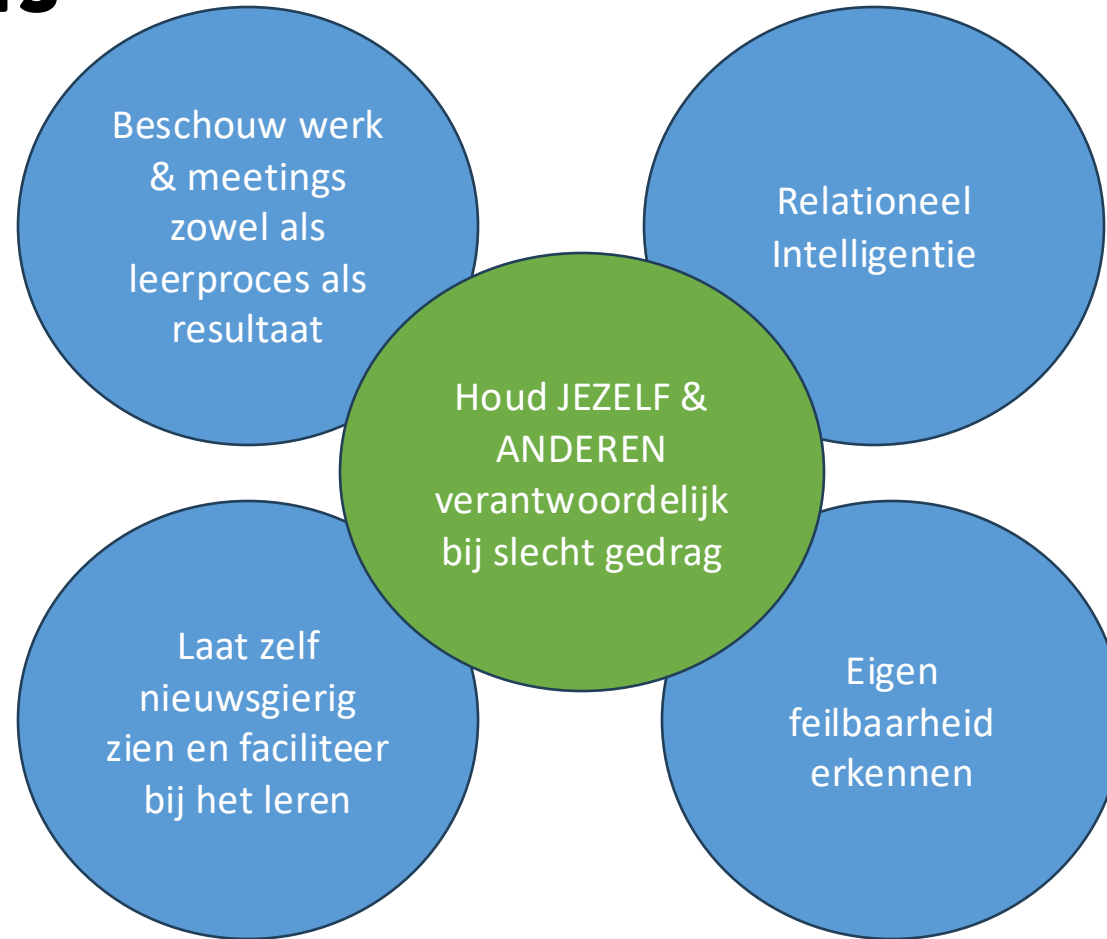 Beschouw werk
& meetings
zowel als
leerproces als
resultaat
Relationeel
Intelligentie
Houd JEZELF &
ANDEREN
verantwoordelijk
bij slecht gedrag
Laat zelf
nieuwsgierig
zien en faciliteer
bij het leren
Eigen
feilbaarheid
erkennen